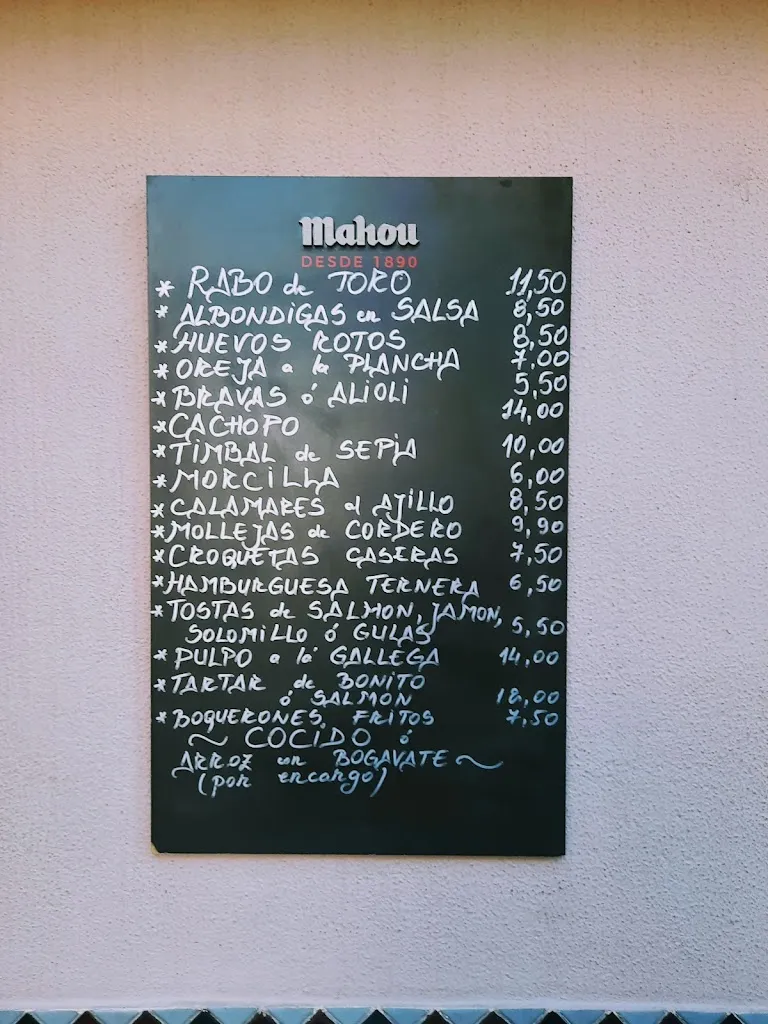 Mahou
DESDE 1890
* RABO de TORO 11,50
* ALBONDIGAS en SALSA 8,50
* HUEVOS ROTOS 8,50
* OREJA a la PLANCHA 7,00
* BRAVAS ó ALIOLI 5,50
* CACHOPO 14,00
* TIMBAL de SEPIA 10,00
* MORCILLA 6,00
* CALAMARES al AJILLO 8,50
* MOLLEJAS de CORDERO 9,90
* CROQUETAS CASERAS 7,50
* HAMBURGUESA TERNERA 6,50
* TOSTAS de SALMON, JAMON,
SOLOMILLO ó GULAS 5,50
* PULPO a la GALLEGA 14,00
* TARTAR de BONITO
ó SALMON 18,00
* BOQUERONES FRITOS 7,50
~ COCIDO ó
ARROZ con BOGAVATE ~
(por encargo)